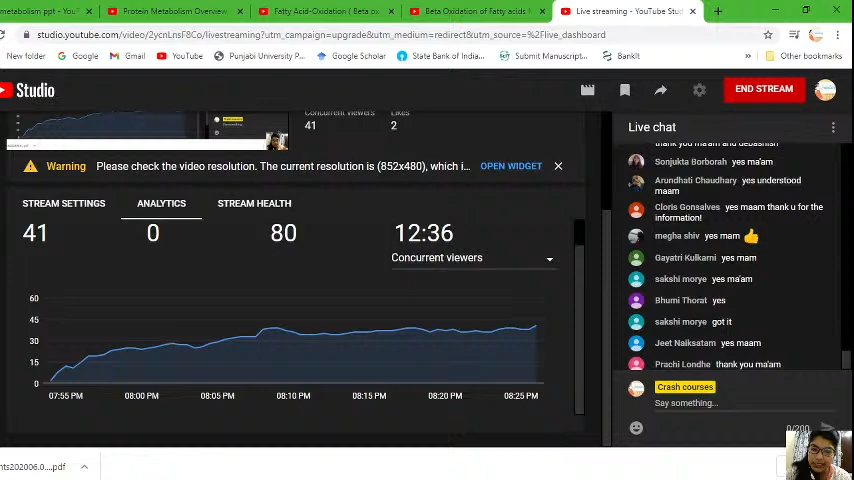 metabolism ppt - YouTu
Protein Metabolism Overview,
Fatty Acid-Oxidation ( Beta ox
Beta Oxidation of Fatty acids
Live streaming - YouTube Stud
studio.youtube.com/video/2ycnLnsF8Co/livestreaming?utm_campaign=upgrade&utm_medium=redirect&utm_source=%2Flive_dashboard
New folder
Google
Gmail
YouTube
Punjabi University P...
Google Scholar
State Bank of India...
Submit Manuscript...
BankIt
Other bookmarks
Studio
END STREAM
Concurrent viewers
41
Likes
2
Warning Please check the video resolution. The current resolution is (852x480), which i...
OPEN WIDGET
STREAM SETTINGS
ANALYTICS
STREAM HEALTH
41
0
80
12:36
Concurrent viewers
60
45
30
15
0
07:55 PM
08:00 PM
08:05 PM
08:10 PM
08:15 PM
08:20 PM
08:25 PM
Live chat
thank you ma'am and debashish
Sonjukta Borborah yes ma'am
Arundhati Chaudhary yes understood
maam
Cloris Gonsalves yes maam thank u for the
information!
megha shiv yes mam 👍
Gayatri Kulkarni yes mam
sakshi morye yes ma'am
Bhumi Thorat yes
sakshi morye got it
Jeet Naiksatam yes maam
Prachi Londhe thank you ma'am
Crash courses
Say something...
0/200
nts202006.0....pdf